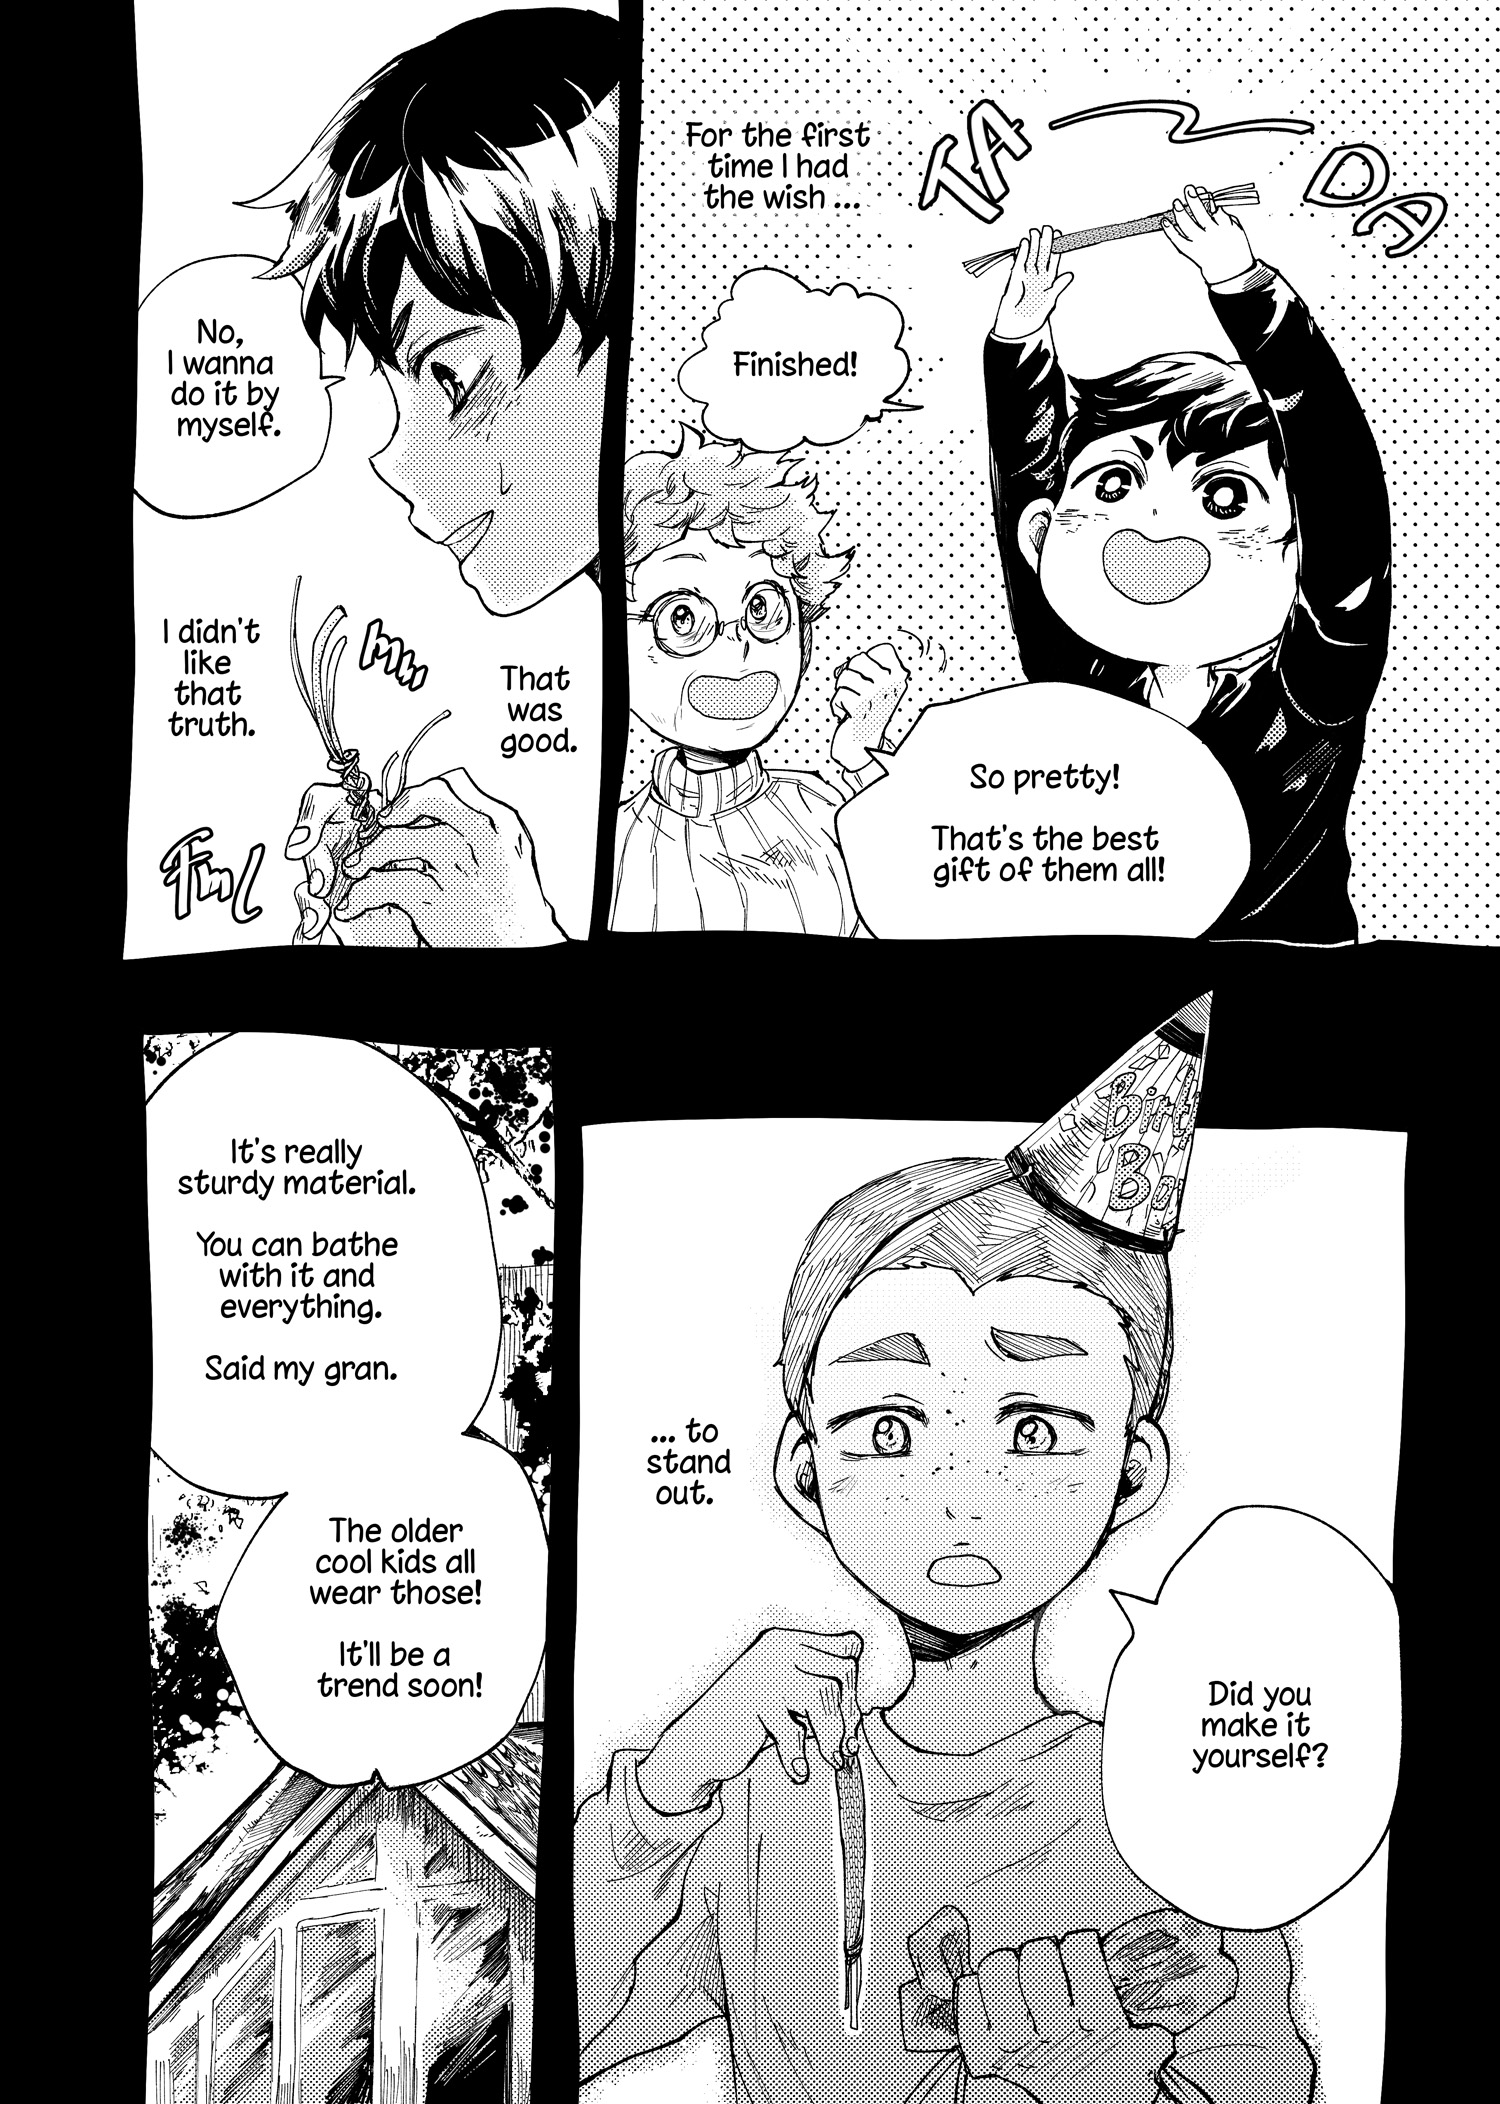 No,
I wanna
do it by
myself.
I didn't
like
that
truth.
That
was
good.
For the first
time I had
the wish ...
TA
DA
Finished!
So pretty!
That's the best
gift of them all!
It's really
sturdy material.
You can bathe
with it and
everything.
Said my gran.
The older
cool kids all
wear those!
It'll be a
trend soon!
... to
stand
out.
Did you
make it
yourself?